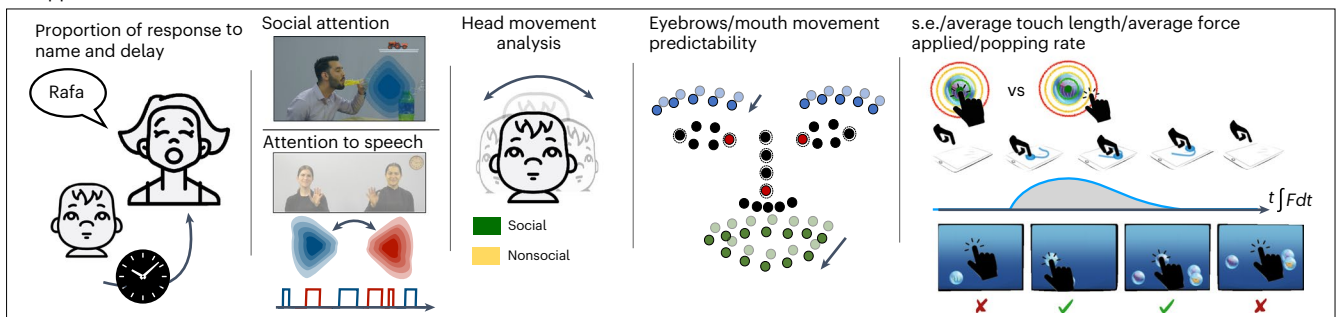 Proportion of response to
name and delay
Rafa
Social attention
Attention to speech
Head movement
analysis
Social
Nonsocial
Eyebrows/mouth movement
predictability
s.e./average touch length/average force
applied/popping rate
vs
t∫Fdt
✘ ✓ ✓ ✘